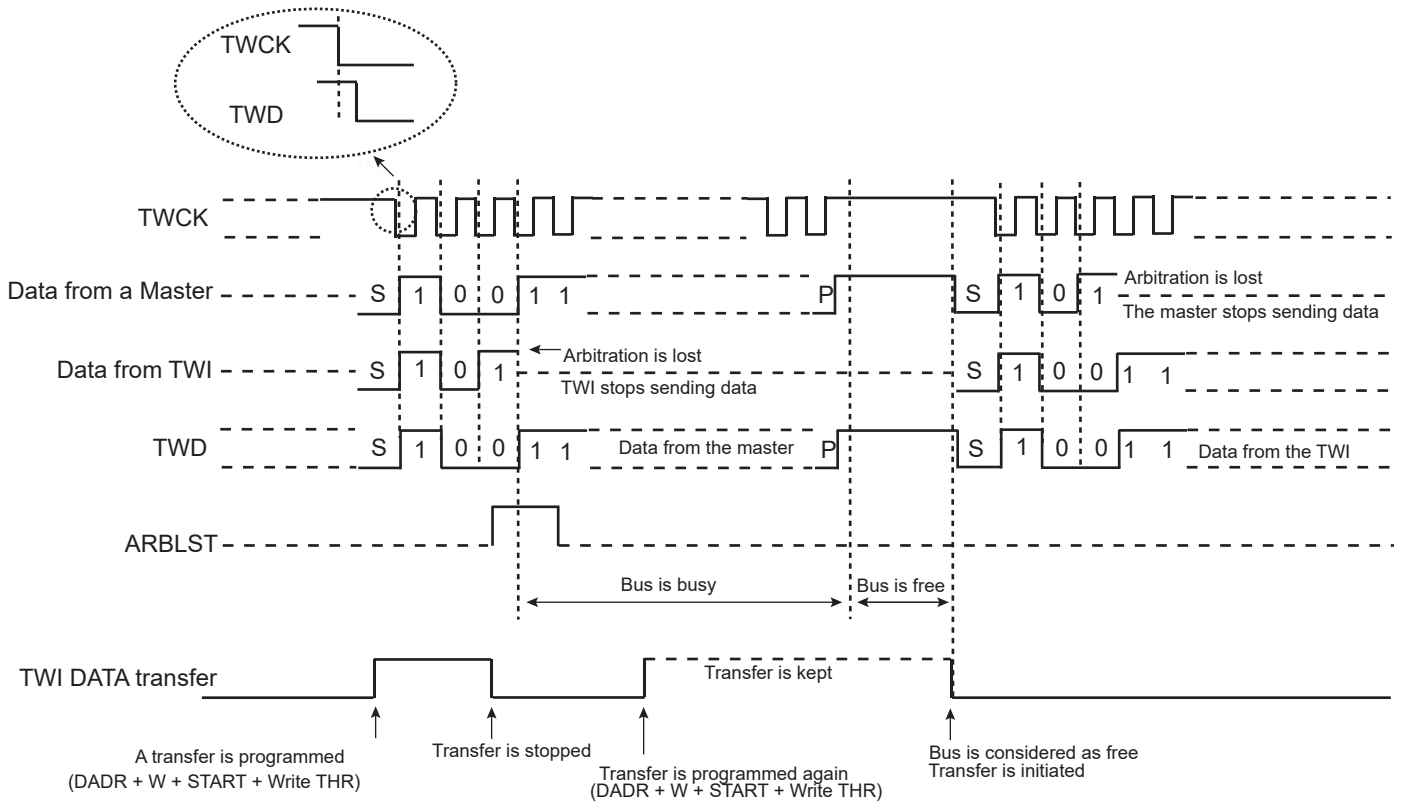 TWCK
TWD
TWCK
Data from a Master S 1 0 0 1 1 P S 1 0 1 Arbitration is lost
The master stops sending data
Data from TWI S 1 0 1 Arbitration is lost S 1 0 0 1 1
TWI stops sending data
TWD S 1 0 0 1 1 Data from the master P S 1 0 0 1 1 Data from the TWI
ARBLST
Bus is busy Bus is free
TWI DATA transfer Transfer is kept
A transfer is programmed
(DADR + W + START + Write THR)
Transfer is stopped
Transfer is programmed again
(DADR + W + START + Write THR)
Bus is considered as free
Transfer is initiated